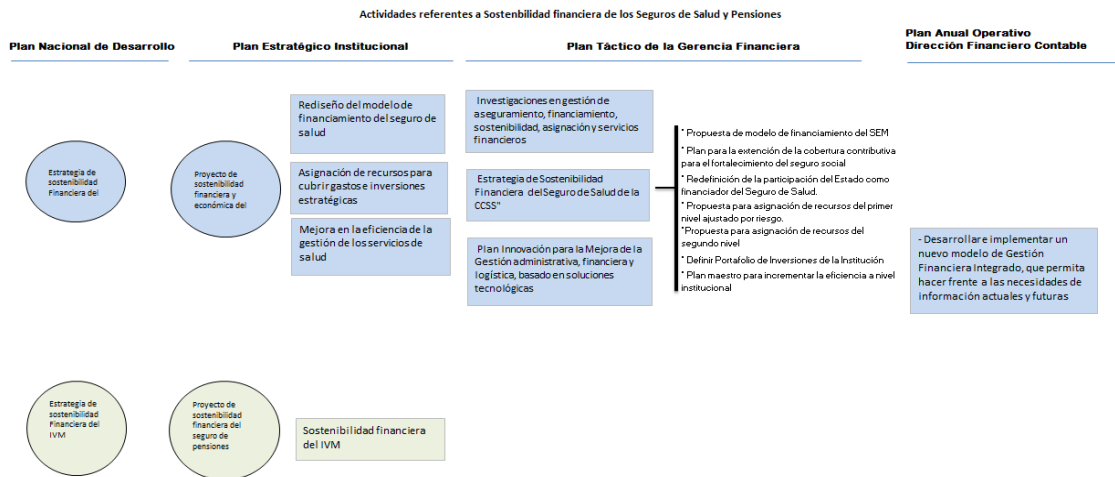 Actividades referentes a Sostenbilidad financiera de los Seguros de Salud y Pensiones
Plan Nacional de Desarrollo
Plan Estratégico Institucional
Plan Táctico de la Gerencia Financiera
Plan Anual Operativo
Dirección Financiero Contable
Estrategia de
sostenibilidad
Financiera del
Proyecto de
sostenibilidad
financiera y
económica del
Rediseño del modelo de
financiamiento del seguro de
salud
Asignación de recursos para
cubrir gastos e inversiones
estratégicas
Mejora en la eficiencia de la
gestión de los servicios de
salud
Investigaciones en gestión de
aseguramiento, financiamiento,
sostenibilidad, asignación y servicios
financieros
Estrategia de Sostenibilidad
Financiera del Seguro de Salud de la
CCSS"
Plan Innovación para la Mejora de la
Gestión administrativa, financiera y
logística, basado en soluciones
tecnológicas
* Propuesta de modelo de financiamiento del SEM
* Plan para la extención de la cobertura contributiva
para el fortalecimiento del seguro social
* Redefinición de la participación del Estado como
financiador del Seguro de Salud.
* Propuesta para asignación de recursos del primer
nivel ajustado por riesgo.
*Propuesta para asignación de recursos del
segundo nivel
* Definir Portafolio de Inversiones de la Institución
* Plan maestro para incrementar la eficiencia a nivel
institucional
- Desarrollar e implementar un
nuevo modelo de Gestión
Financiera Integrado, que permita
hacer frente a las necesidades de
información actuales y futuras
Estrategia de
sostenibilidad
Financiera del
IVM
Proyecto de
sostenibilidad
financiera del
seguro de
pensiones
Sostenibilidad financiera
del IVM